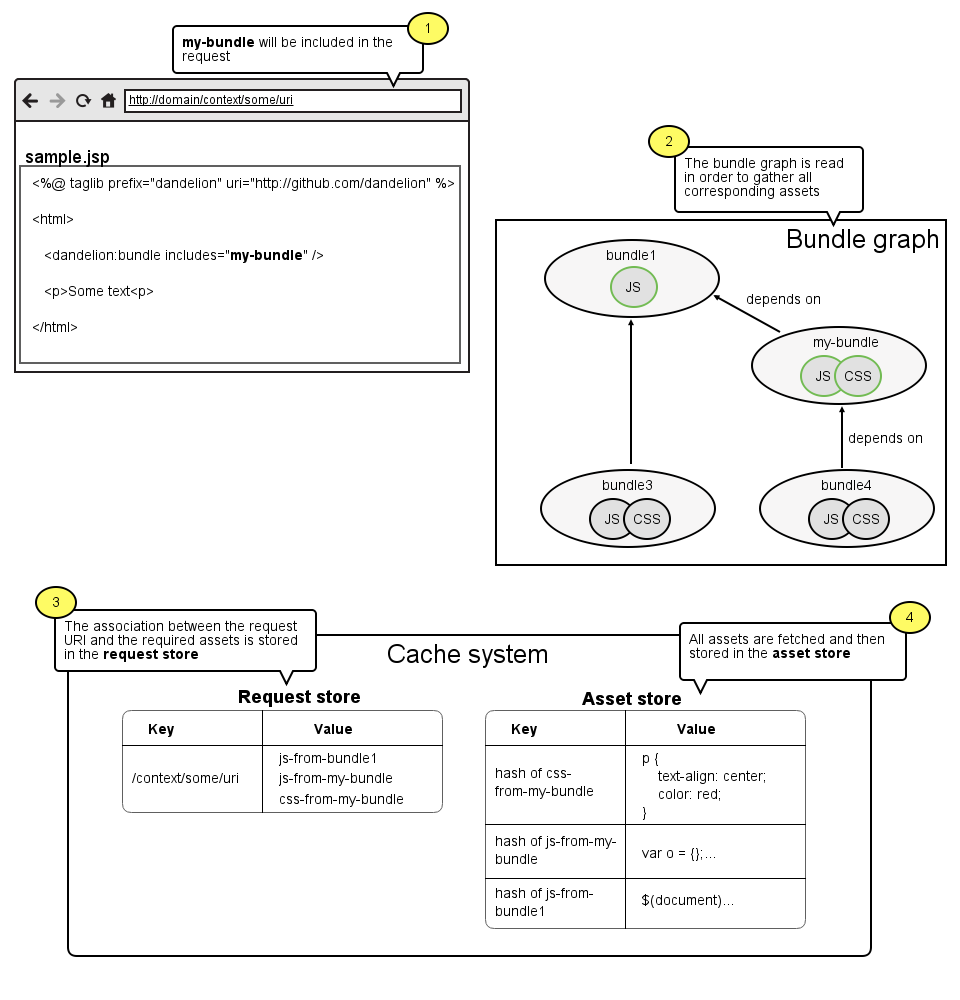 1
my-bundle will be included in the
request
http://domain/context/some/uri
sample.jsp
<%@ taglib prefix="dandelion" uri="http://github.com/dandelion" %>
<html>
<dandelion:bundle includes="my-bundle" />
<p>Some text<p>
</html>
2
The bundle graph is read
in order to gather all
corresponding assets
Bundle graph
bundle1
JS
depends on
my-bundle
JS CSS
depends on
bundle3
JS CSS
bundle4
JS CSS
3
The association between the request
URI and the required assets is stored
in the request store
4
All assets are fetched and then
stored in the asset store
Cache system
Request store
Key Value
/context/some/uri
js-from-bundle1
js-from-my-bundle
css-from-my-bundle
Asset store
Key Value
hash of css-
from-my-bundle
p {
text-align: center;
color: red;
}
hash of js-from-my-
bundle
var o = {};...
hash of js-from-
bundle1
$(document)...